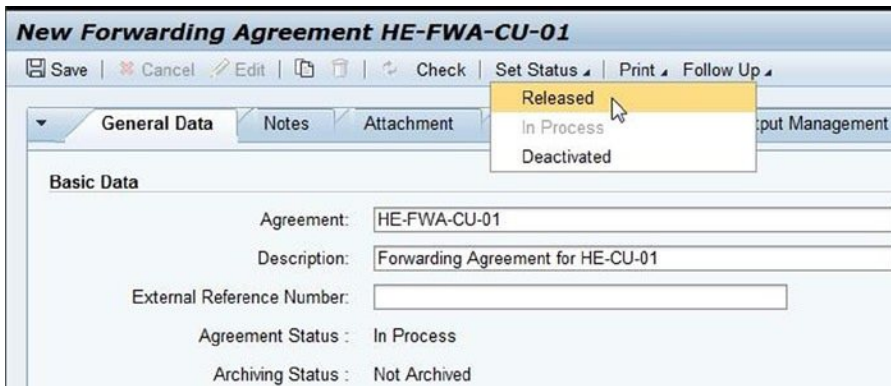 New Forwarding Agreement HE-FWA-CU-01
Save | Cancel Edit | | Check | Set Status | Print Follow Up
Released
In Process
Deactivated
General Data Notes Attachment Management
Basic Data
Agreement: HE-FWA-CU-01
Description: Forwarding Agreement for HE-CU-01
External Reference Number:
Agreement Status : In Process
Archiving Status : Not Archived